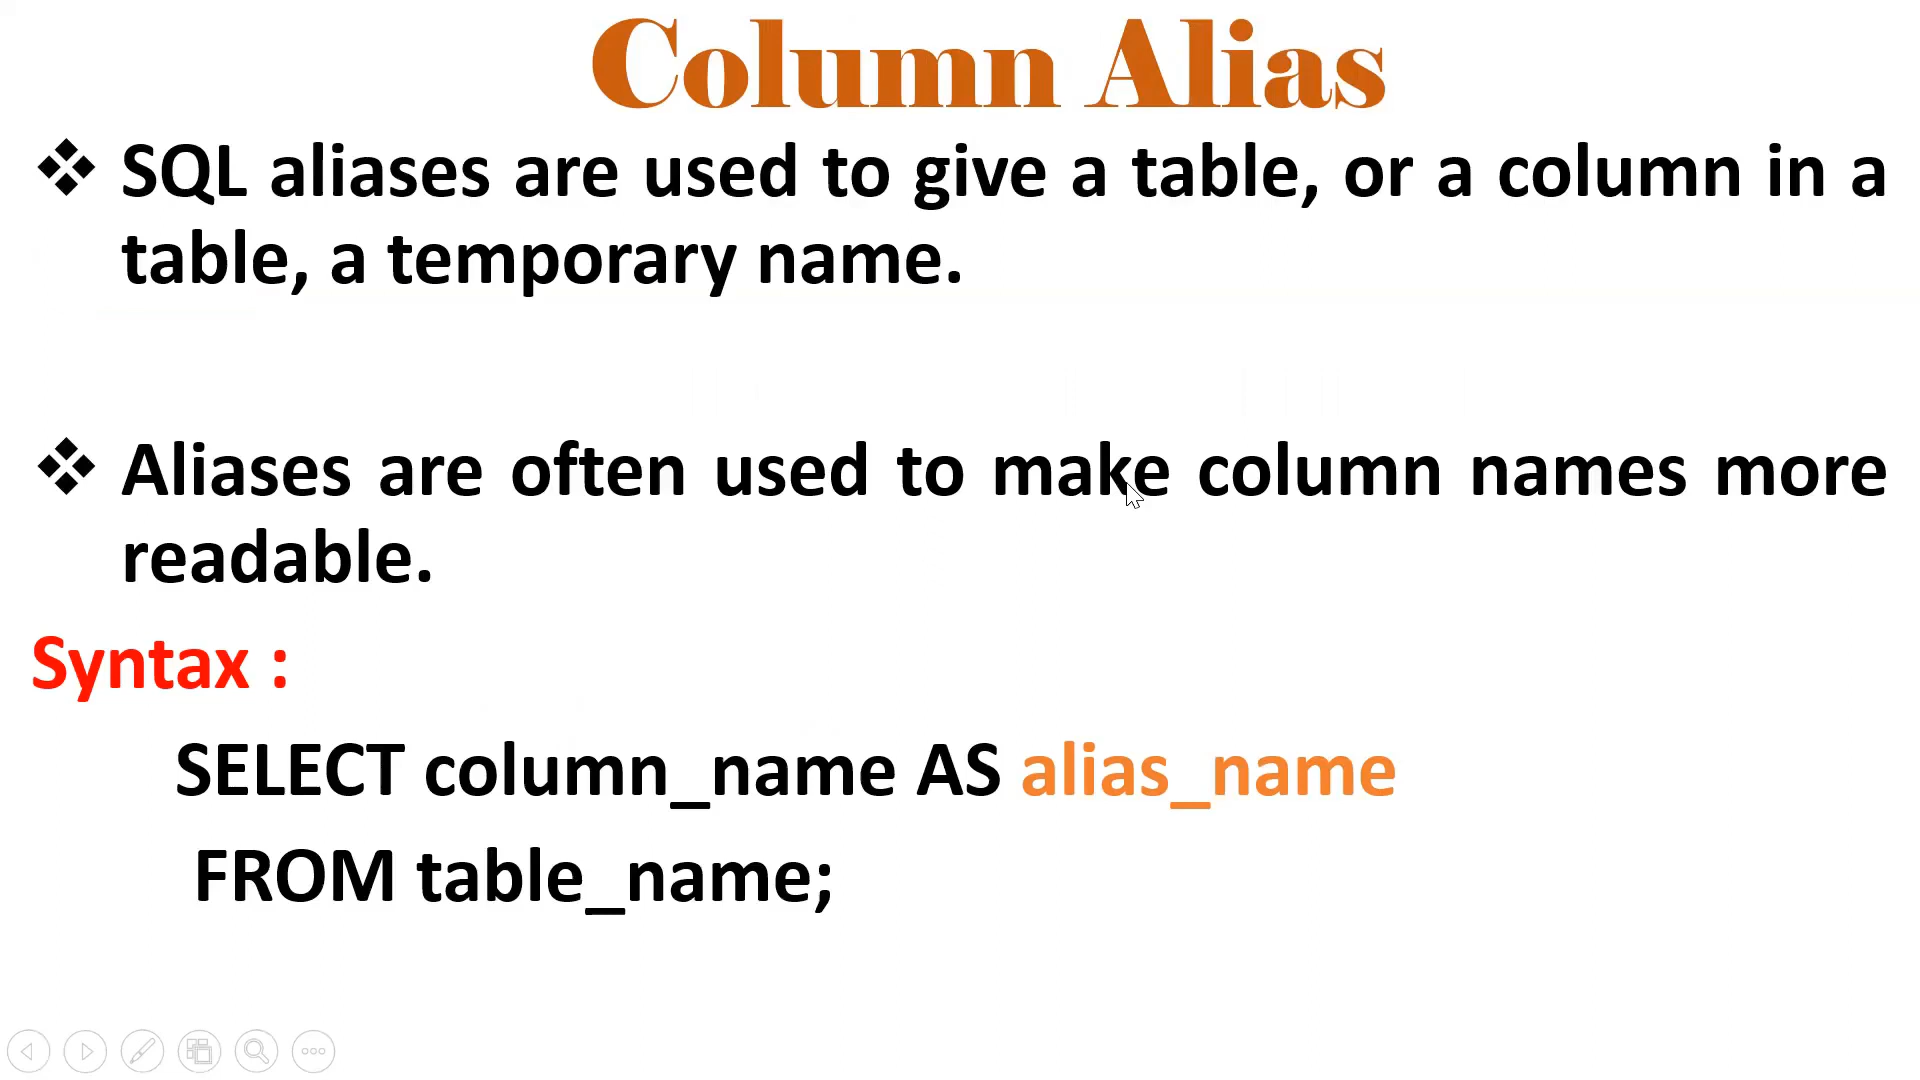 Column Alias
SQL aliases are used to give a table, or a column in a
table, a temporary name.
Aliases are often used to make column names more
readable.
Syntax :
SELECT column_name AS alias_name
FROM table_name;